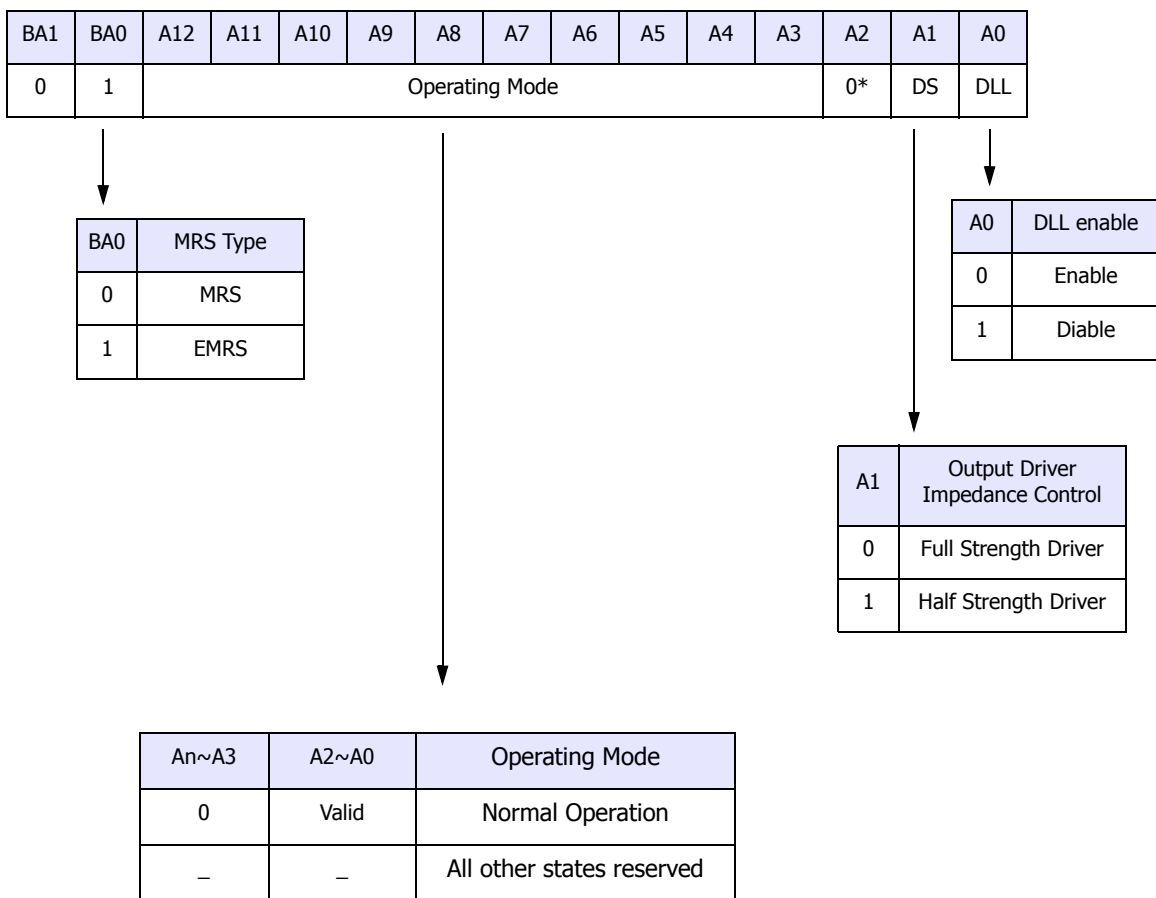 BA1 BA0 A12 A11 A10 A9 A8 A7 A6 A5 A4 A3 A2 A1 A0
0 1 Operating Mode 0* DS DLL
BA0 MRS Type
0 MRS
1 EMRS
A0 DLL enable
0 Enable
1 Diable
A1 Output Driver
Impedance Control
0 Full Strength Driver
1 Half Strength Driver
An~A3 A2~A0 Operating Mode
0 Valid Normal Operation
_ _ All other states reserved